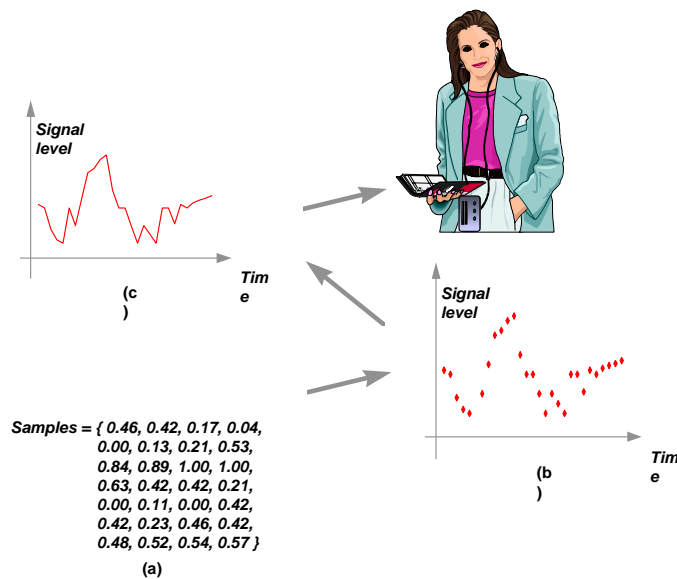 Signal
level
Tim
e
(c
)
Signal
level
Tim
e
(b
)
Samples = { 0.46, 0.42, 0.17, 0.04,
0.00, 0.13, 0.21, 0.53,
0.84, 0.89, 1.00, 1.00,
0.63, 0.42, 0.42, 0.21,
0.00, 0.11, 0.00, 0.42,
0.42, 0.23, 0.46, 0.42,
0.48, 0.52, 0.54, 0.57 }
(a)